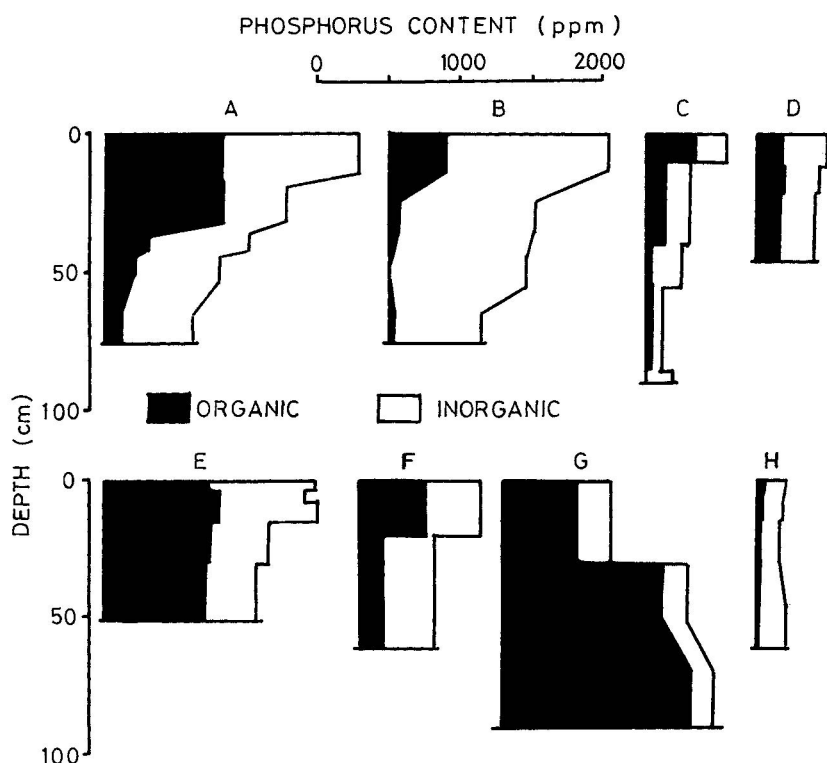 PHOSPHORUS CONTENT (ppm)
0 1000 2000
A B C D
0
50
100
ORGANIC INORGANIC
DEPTH (cm)
E F G H
0
50
100